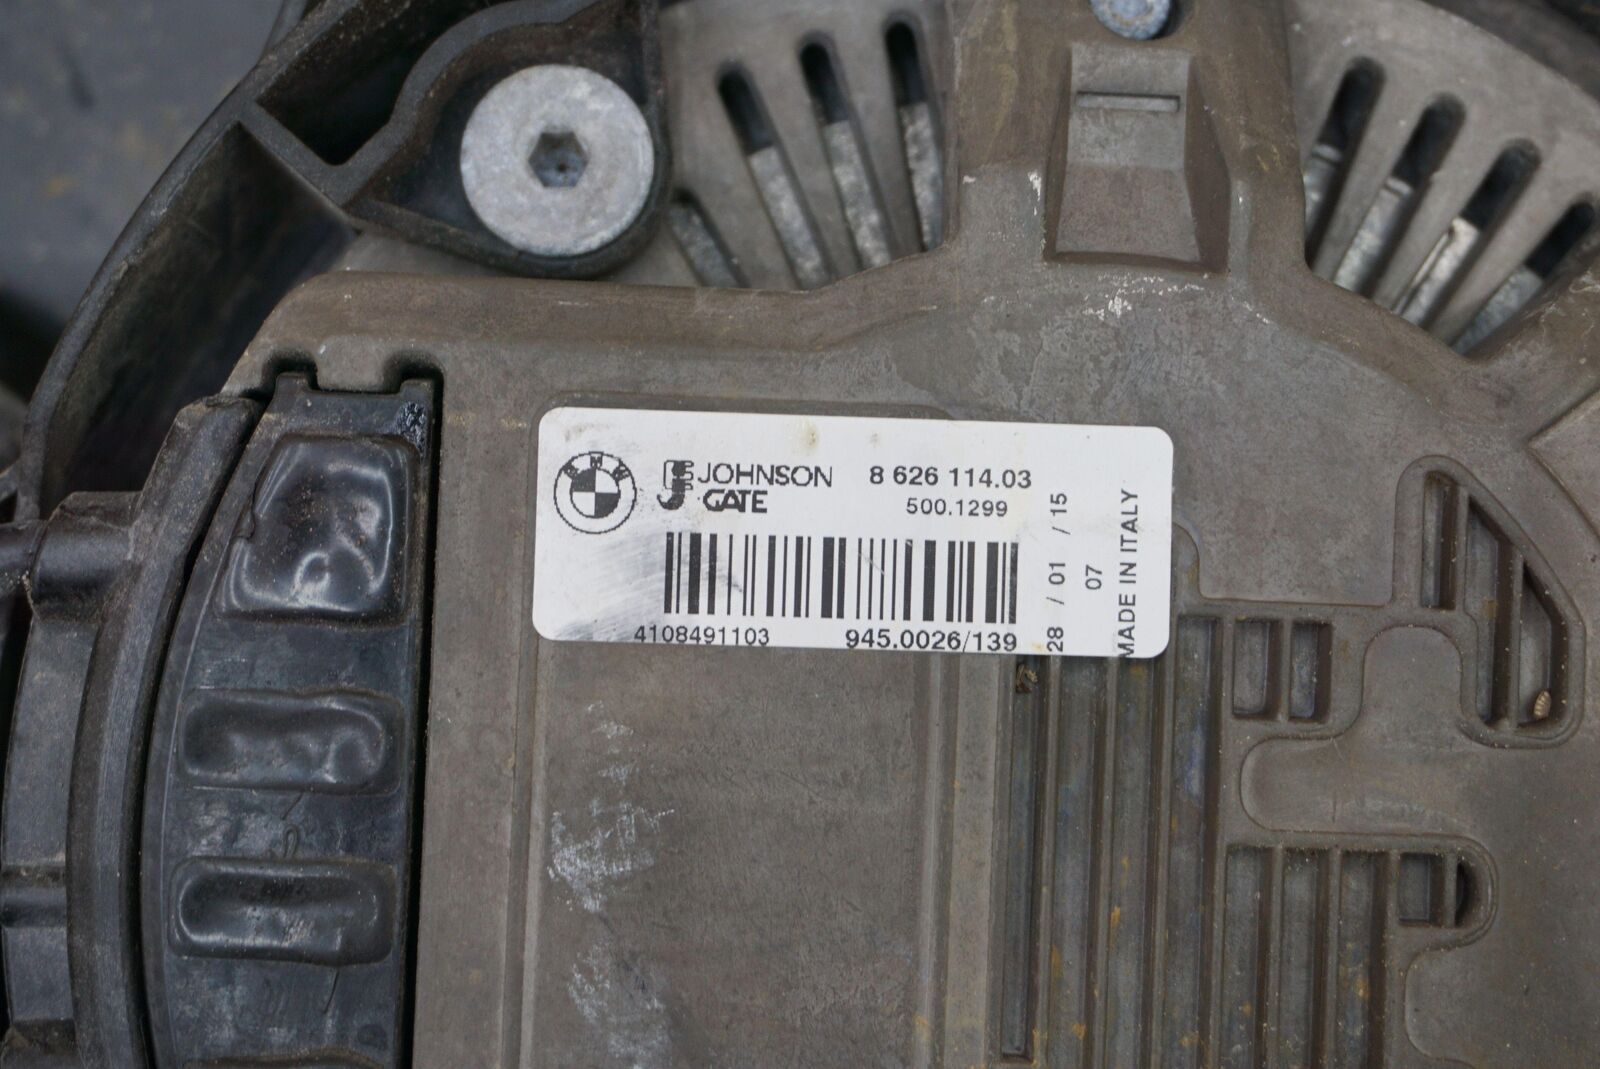 BMW
JOHNSON 8 626 114.03
GATE 500.1299
4108491103 945.0026/139
28 / 01 / 15
07
MADE IN ITALY